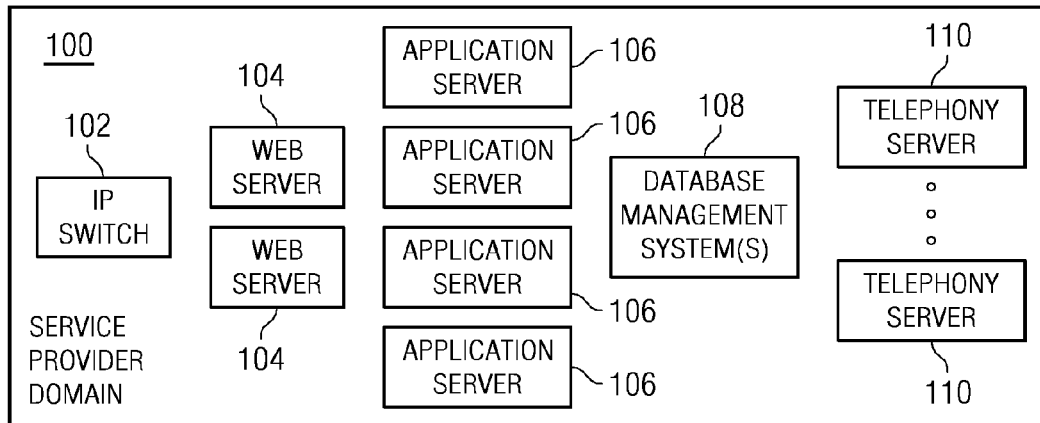 100
102
IP
SWITCH
SERVICE
PROVIDER
DOMAIN
104
WEB
SERVER
WEB
SERVER
104
APPLICATION
SERVER
106
APPLICATION
SERVER
106
APPLICATION
SERVER
106
APPLICATION
SERVER
106
108
DATABASE
MANAGEMENT
SYSTEM(S)
110
TELEPHONY
SERVER
TELEPHONY
SERVER
110